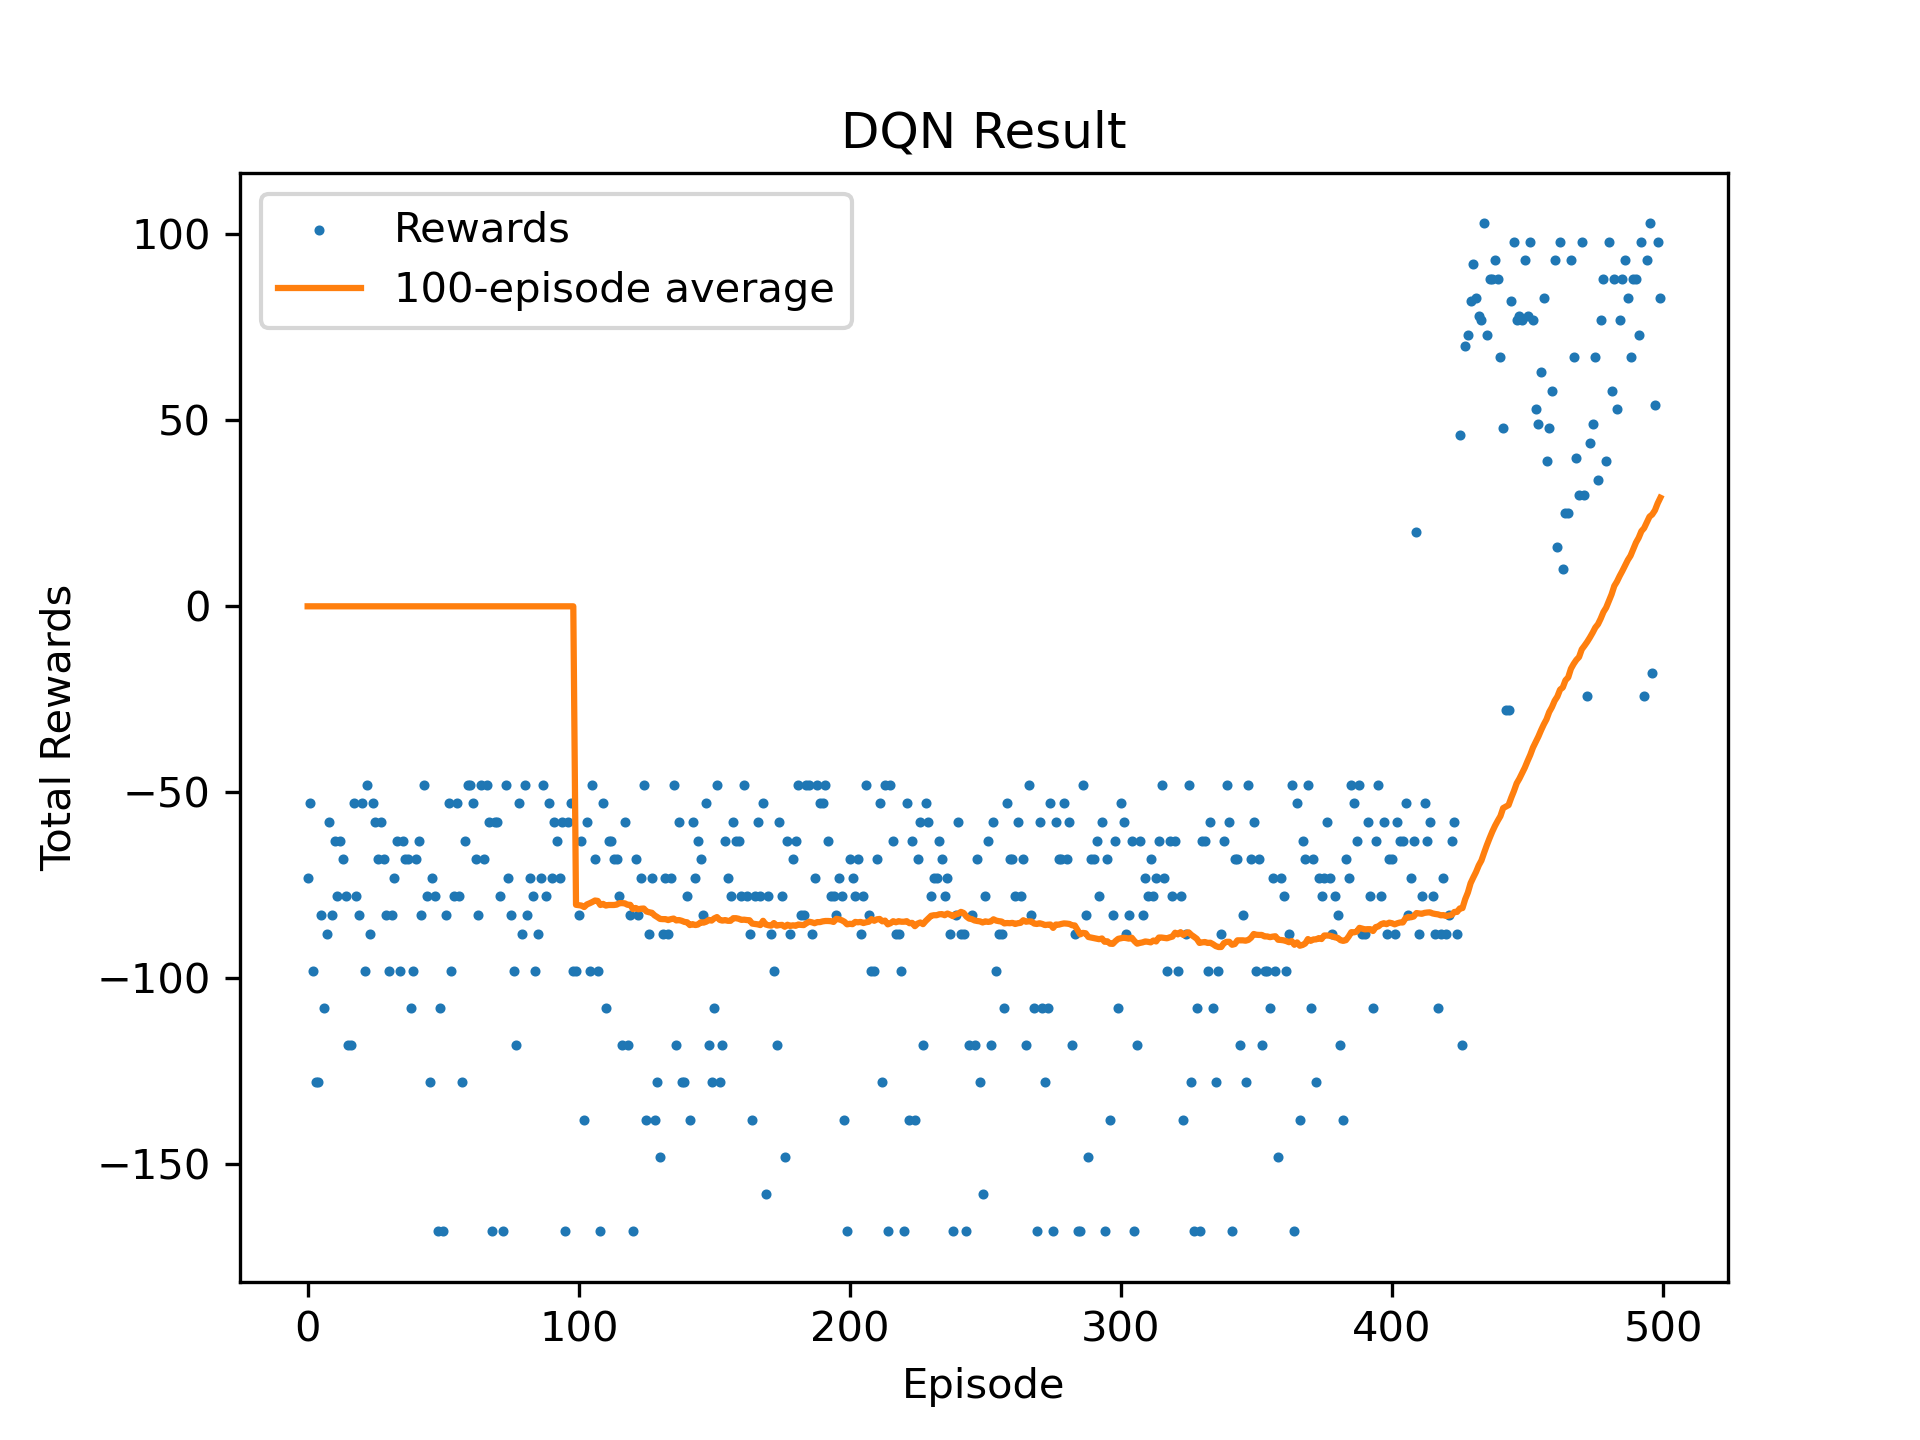 DQN Result
Rewards
100-episode average
100
50
0
−50
−100
−150
Total Rewards
0 100 200 300 400 500
Episode